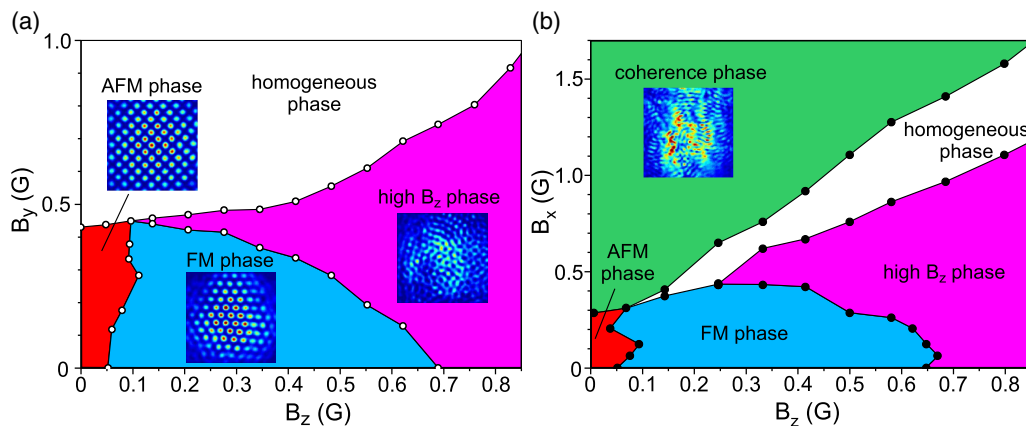 (a)
1.0
0.5
0
B_y (G)
AFM phase
homogeneous
phase
high B_z phase
FM phase
0 0.1 0.2 0.3 0.4 0.5 0.6 0.7 0.8
B_z (G)
(b)
1.5
1.0
0.5
0
B_x (G)
coherence phase
homogeneous
phase
AFM
phase
high B_z phase
FM phase
0 0.1 0.2 0.3 0.4 0.5 0.6 0.7 0.8
B_z (G)